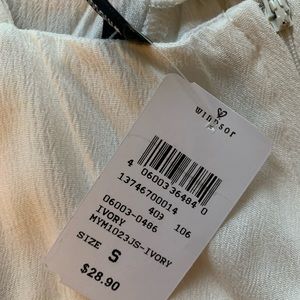 windsor
4 06003 36484 0
13746700014
409 106
06003-0486
IVORY
MYM1023JS-IVORY
SIZE S
$28.90